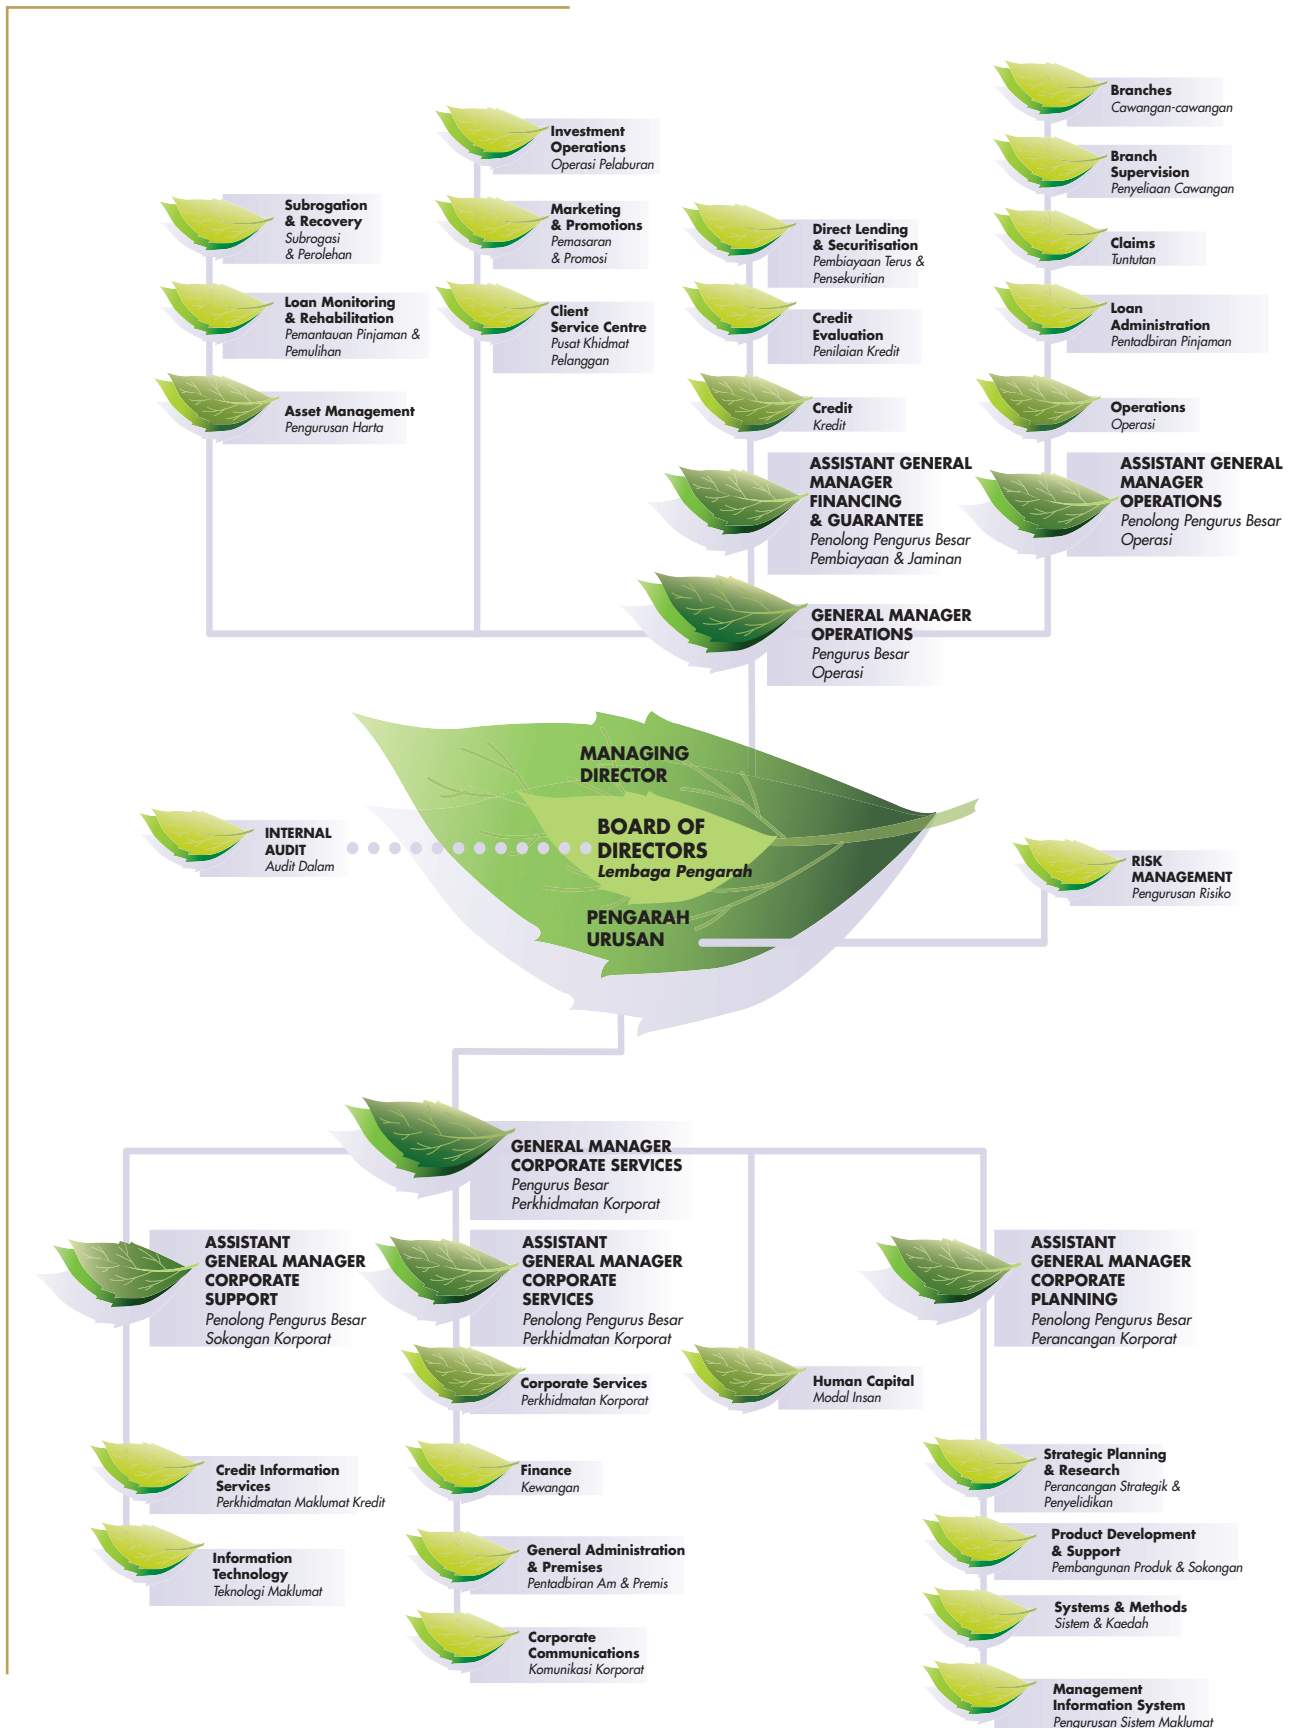 Branches
Cawangan-cawangan
Investment
Operations
Operasi Pelaburan
Branch
Supervision
Penyeliaan Cawangan
Subrogation
& Recovery
Subrogasi
& Perolehan
Marketing
& Promotions
Pemasaran
& Promosi
Direct Lending
& Securitisation
Pembiayaan Terus &
Pensekuritian
Claims
Tuntutan
Loan Monitoring
& Rehabilitation
Pemantauan Pinjaman &
Pemulihan
Client
Service Centre
Pusat Khidmat
Pelanggan
Credit
Evaluation
Penilaian Kredit
Loan
Administration
Pentadbiran Pinjaman
Asset Management
Pengurusan Harta
Credit
Kredit
Operations
Operasi
ASSISTANT GENERAL
MANAGER
FINANCING
& GUARANTEE
Penolong Pengurus Besar
Pembiayaan & Jaminan
ASSISTANT GENERAL
MANAGER
OPERATIONS
Penolong Pengurus Besar
Operasi
GENERAL MANAGER
OPERATIONS
Pengurus Besar
Operasi
MANAGING
DIRECTOR
BOARD OF
DIRECTORS
Lembaga Pengarah
PENGARAH
URUSAN
INTERNAL
AUDIT
Audit Dalam
RISK
MANAGEMENT
Pengurusan Risiko
GENERAL MANAGER
CORPORATE SERVICES
Pengurus Besar
Perkhidmatan Korporat
ASSISTANT
GENERAL MANAGER
CORPORATE
SUPPORT
Penolong Pengurus Besar
Sokongan Korporat
ASSISTANT
GENERAL MANAGER
CORPORATE
SERVICES
Penolong Pengurus Besar
Perkhidmatan Korporat
ASSISTANT
GENERAL MANAGER
CORPORATE
PLANNING
Penolong Pengurus Besar
Perancangan Korporat
Corporate Services
Perkhidmatan Korporat
Human Capital
Modal Insan
Credit Information
Services
Perkhidmatan Maklumat Kredit
Finance
Kewangan
Strategic Planning
& Research
Perancangan Strategik &
Penyelidikan
Information
Technology
Teknologi Maklumat
General Administration
& Premises
Pentadbiran Am & Premis
Product Development
& Support
Pembangunan Produk & Sokongan
Corporate
Communications
Komunikasi Korporat
Systems & Methods
Sistem & Kaedah
Management
Information System
Pengurusan Sistem Maklumat